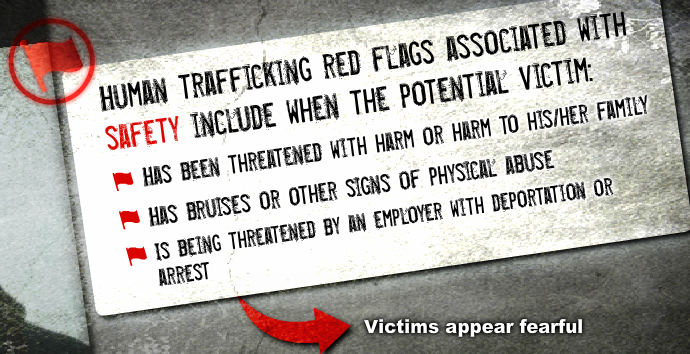 HUMAN TRAFFICKING RED FLAGS ASSOCIATED WITH
SAFETY INCLUDE WHEN THE POTENTIAL VICTIM:
HAS BEEN THREATENED WITH HARM OR HARM TO HIS/HER FAMILY
HAS BRUISES OR OTHER SIGNS OF PHYSICAL ABUSE
IS BEING THREATENED BY AN EMPLOYER WITH DEPORTATION OR
ARREST
Victims appear fearful